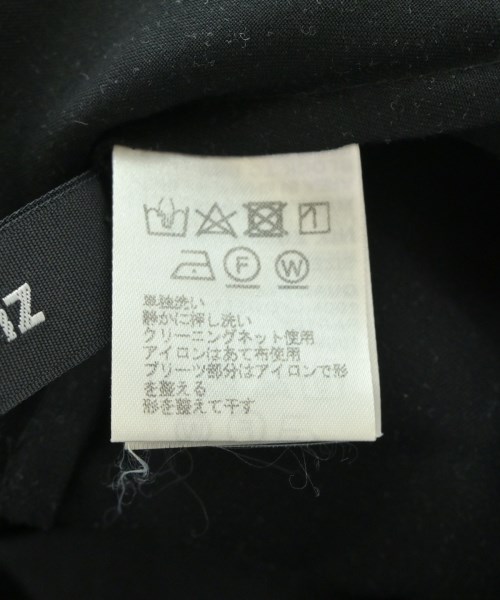 F W
単独洗い
静かに押し洗い
クリーニングネット使用
アイロンはあて布使用
プリーツ部分はアイロンで形
を整える
形を整えて干す